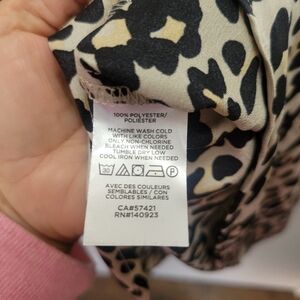 100% POLYESTER/
POLIESTER
MACHINE WASH COLD
WITH LIKE COLORS
ONLY NON-CHLORINE
BLEACH WHEN NEEDED
TUMBLE DRY LOW
COOL IRON WHEN NEEDED
AVEC DES COULEURS
SEMBLABLES / CON
COLORES SIMILARES
CA#57421
RN#140923